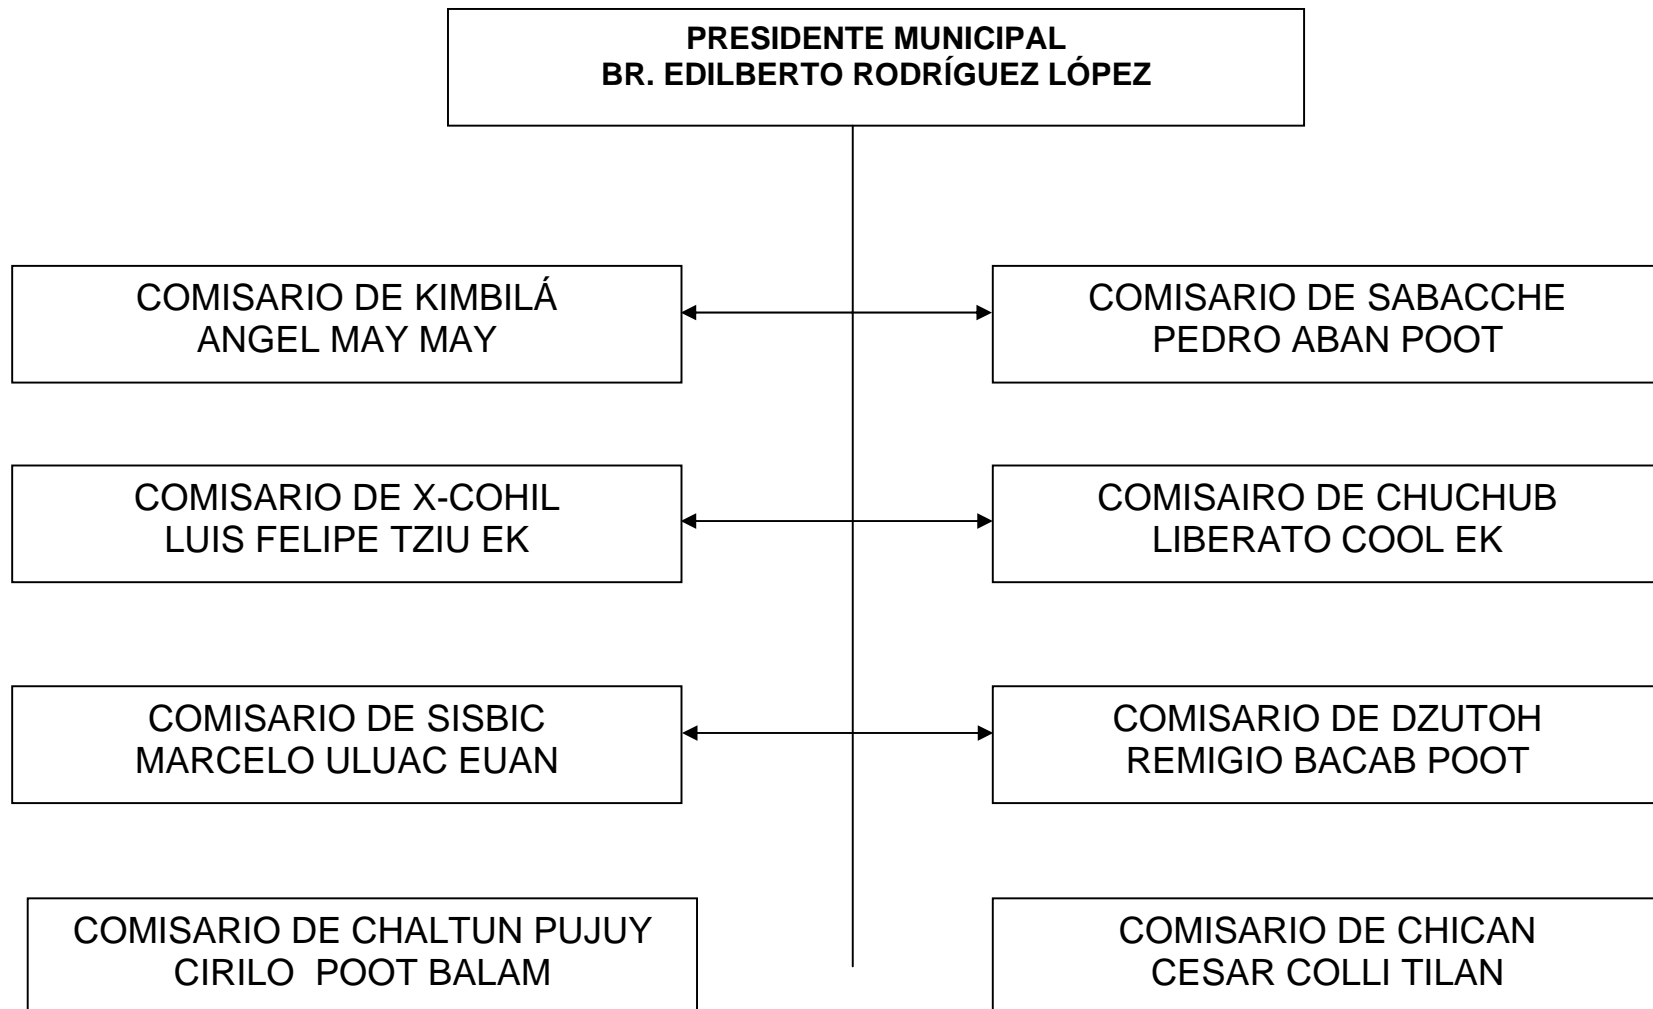 PRESIDENTE MUNICIPAL
BR. EDILBERTO RODRÍGUEZ LÓPEZ
COMISARIO DE KIMBILÁ
ANGEL MAY MAY
COMISARIO DE SABACCHE
PEDRO ABAN POOT
COMISARIO DE X-COHIL
LUIS FELIPE TZIU EK
COMISAIRO DE CHUCHUB
LIBERATO COOL EK
COMISARIO DE SISBIC
MARCELO ULUAC EUAN
COMISARIO DE DZUTOH
REMIGIO BACAB POOT
COMISARIO DE CHALTUN PUJUY
CIRILO  POOT BALAM
COMISARIO DE CHICAN
CESAR COLLI TILAN